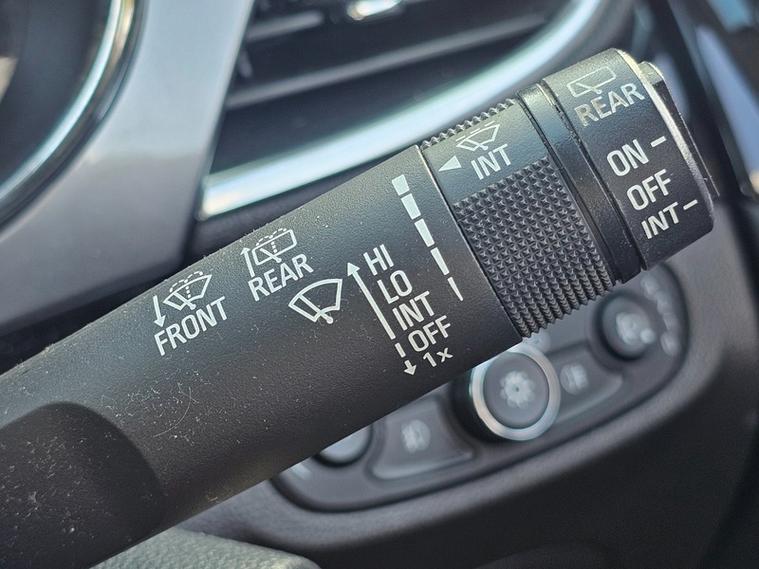 FRONT
REAR
HI
LO
INT
OFF
1x
INT
REAR
ON
OFF
INT